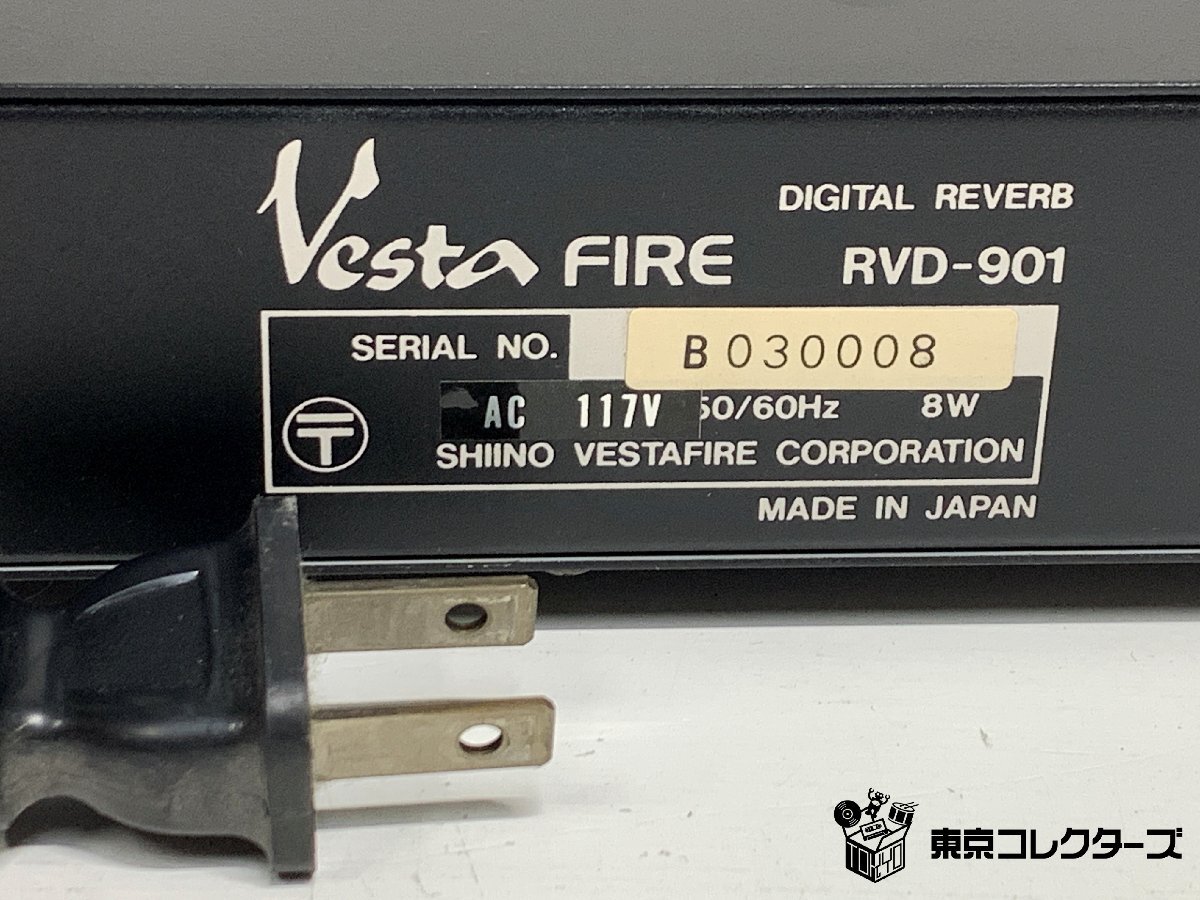 Vesta FIRE
DIGITAL REVERB
RVD-901
SERIAL NO. B030008
AC 117V 50/60Hz 8W
SHIINO VESTAFIRE CORPORATION
MADE IN JAPAN
TOKYO
東京コレクターズ